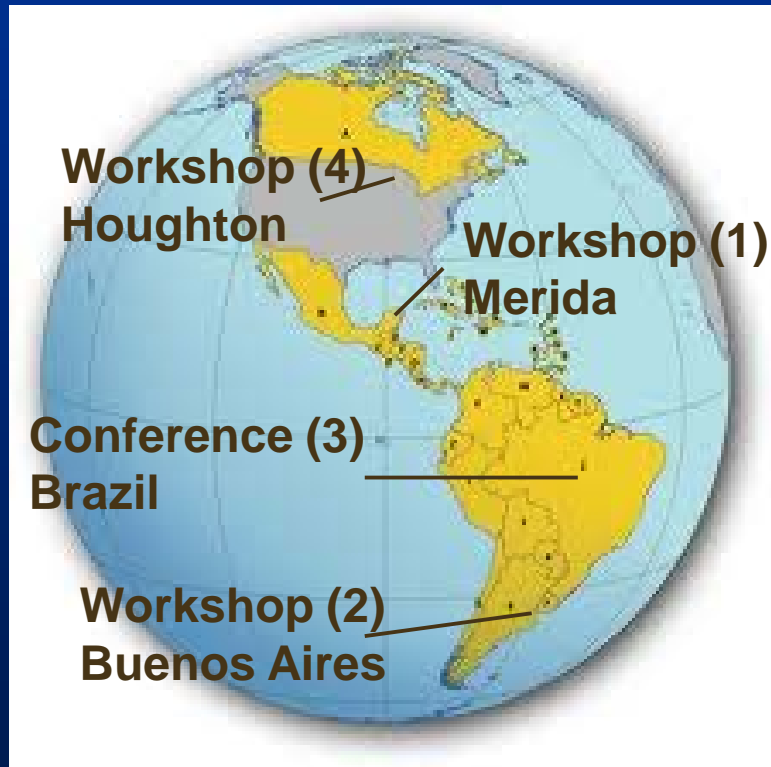 Workshop (4)
Houghton
Workshop (1)
Merida
Conference (3)
Brazil
Workshop (2)
Buenos Aires